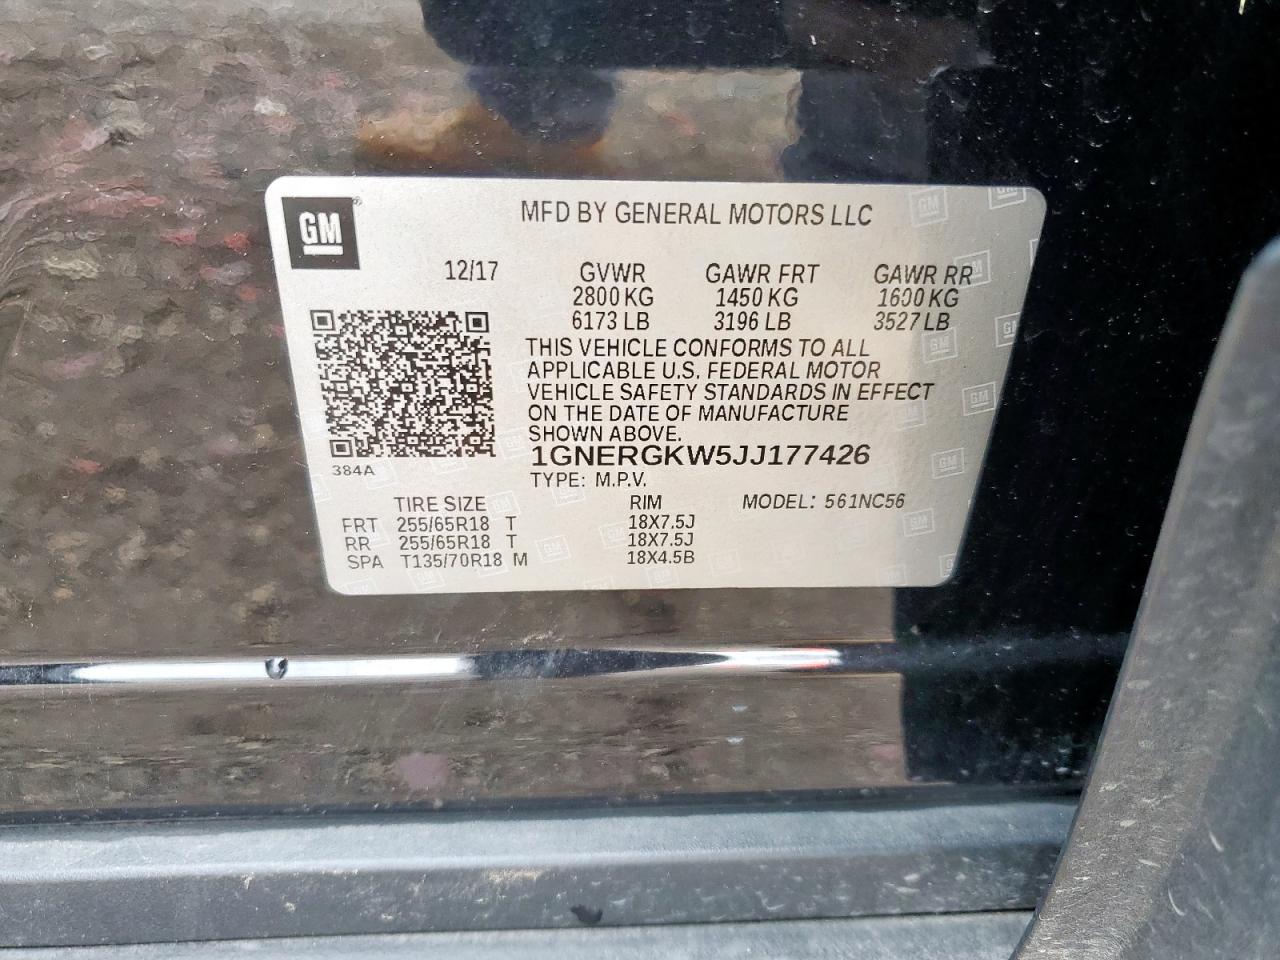 GM®
MFD BY GENERAL MOTORS LLC
12/17 GVWR GAWR FRT GAWR RR
2800 KG 1450 KG 1600 KG
6173 LB 3196 LB 3527 LB
THIS VEHICLE CONFORMS TO ALL
APPLICABLE U.S. FEDERAL MOTOR
VEHICLE SAFETY STANDARDS IN EFFECT
ON THE DATE OF MANUFACTURE
SHOWN ABOVE.
1GNERGKW5JJ177426
384A
TYPE: M.P.V.
TIRE SIZE RIM MODEL: 561NC56
FRT 255/65R18 T 18X7.5J
RR 255/65R18 T 18X7.5J
SPA T135/70R18 M 18X4.5B